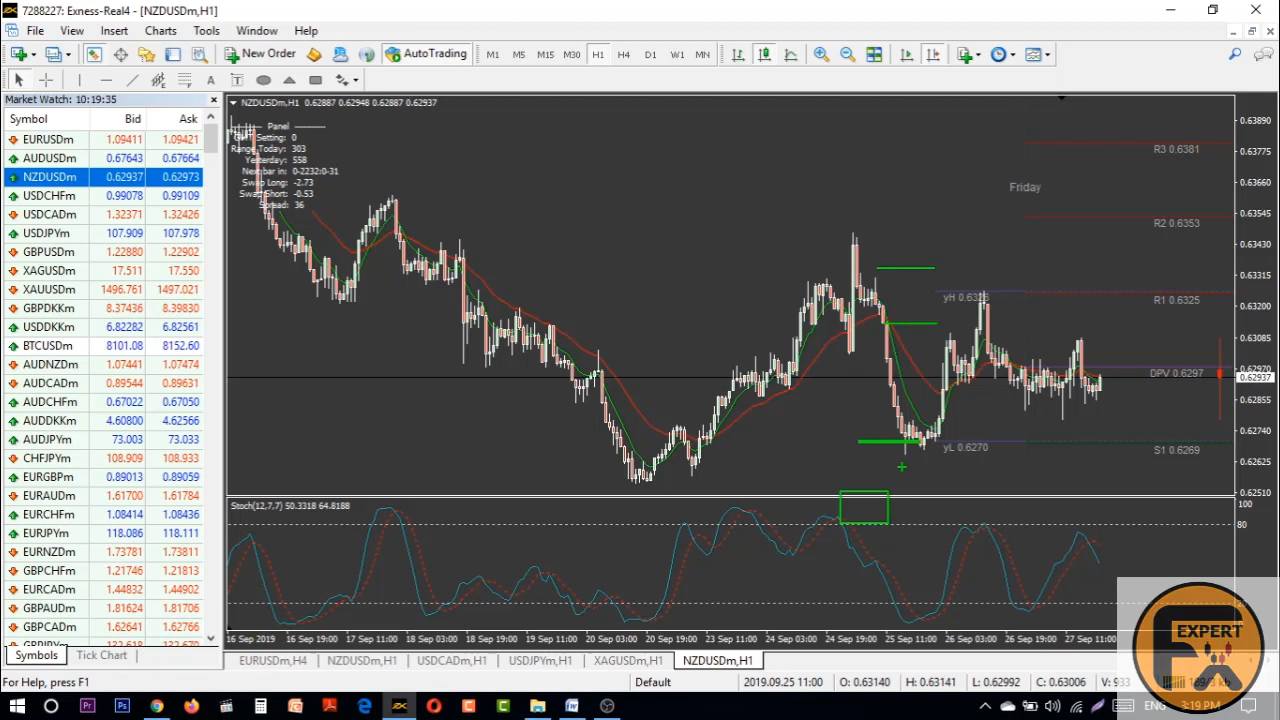 7288227: Exness-Real4 - [NZDUSDm,H1]
File View Insert Charts Tools Window Help
New Order AutoTrading M1 M5 M15 M30 H1 H4 D1 W1 MN
A T
Market Watch: 10:19:35
Symbol Bid Ask
EURUSDm 1.09411 1.09421
AUDUSDm 0.67643 0.67664
NZDUSDm 0.62937 0.62973
USDCHFm 0.99078 0.99109
USDCADm 1.32371 1.32426
USDJPYm 107.909 107.978
GBPUSDm 1.22880 1.22902
XAGUSDm 17.511 17.550
XAUUSDm 1496.761 1497.021
GBPDKKm 8.37436 8.39830
USDDKKm 6.82282 6.82561
BTCUSDm 8101.08 8152.60
AUDNZDm 1.07441 1.07474
AUDCADm 0.89544 0.89631
AUDCHFm 0.67022 0.67050
AUDDKKm 4.60800 4.62566
AUDJPYm 73.003 73.033
CHFJPYm 108.909 108.933
EURGBPm 0.89013 0.89059
EURAUDm 1.61700 1.61784
EURCHFm 1.08414 1.08436
EURJPYm 118.086 118.111
EURNZDm 1.73781 1.73811
GBPCHFm 1.21746 1.21813
EURCADm 1.44832 1.44902
GBPAUDm 1.81624 1.81706
GBPCADm 1.62641 1.62766
Symbols Tick Chart
NZDUSDm,H1 0.62887 0.62948 0.62887 0.62937
Panel
Setting: 0
Range Today: 303
Yesterday: 558
Next bar in: 0-2232:0-31
Swap Long: -2.73
Swap Short: -0.53
Spread: 36
Friday
R3 0.6381
R2 0.6353
yH 0.6325
R1 0.6325
DPV 0.6297
yL 0.6270
S1 0.6269
0.63890
0.63775
0.63660
0.63545
0.63430
0.63315
0.63200
0.63085
0.62970
0.62937
0.62855
0.62740
0.62625
0.62510
Stoch(12,7,7) 50.3318 64.8188
100
80
16 Sep 2019 16 Sep 19:00 17 Sep 11:00 18 Sep 03:00 18 Sep 19:00 19 Sep 11:00 20 Sep 03:00 20 Sep 19:00 23 Sep 11:00 24 Sep 03:00 24 Sep 19:00 25 Sep 11:00 26 Sep 03:00 26 Sep 19:00 27 Sep 11:00
EURUSDm,H4 NZDUSDm,H1 USDCADm,H1 USDJPYm,H1 XAGUSDm,H1 NZDUSDm,H1
For Help, press F1 Default 2019.09.25 11:00 O: 0.63140 H: 0.63141 L: 0.62992 C: 0.63006 V: 933
EXPERT
FX
ENG 3:19 PM